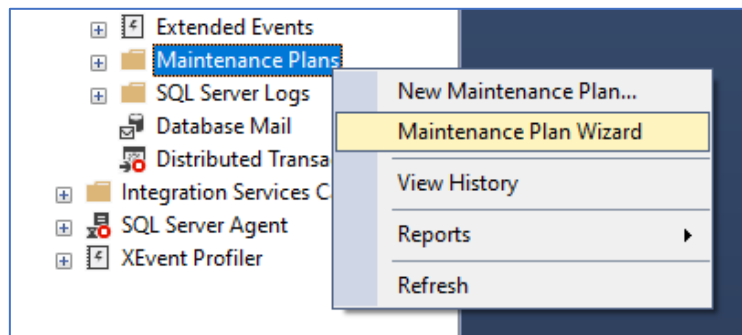 Extended Events
Maintenance Plans
SQL Server Logs
Database Mail
Distributed Transa
Integration Services C
SQL Server Agent
XEvent Profiler
New Maintenance Plan...
Maintenance Plan Wizard
View History
Reports
Refresh